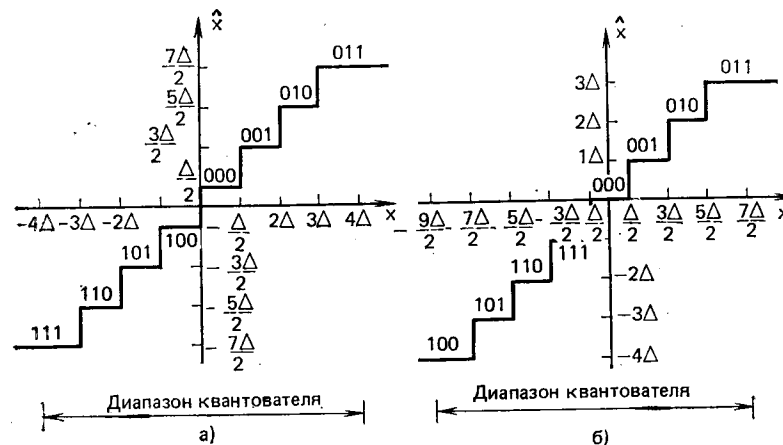 x̂
7Δ/2
5Δ/2
3Δ/2
Δ/2
011
010
001
000
-4Δ -3Δ -2Δ
2Δ 3Δ 4Δ x
100
101
110
111
-Δ/2
-3Δ/2
-5Δ/2
-7Δ/2
Диапазон квантователя
а)
x̂
3Δ
2Δ
1Δ
011
010
001
000
-9Δ/2 -7Δ/2 -5Δ/2 -3Δ/2 Δ/2 Δ/2 3Δ/2 5Δ/2 7Δ/2 x
111
110
101
100
-2Δ
-3Δ
-4Δ
Диапазон квантователя
б)